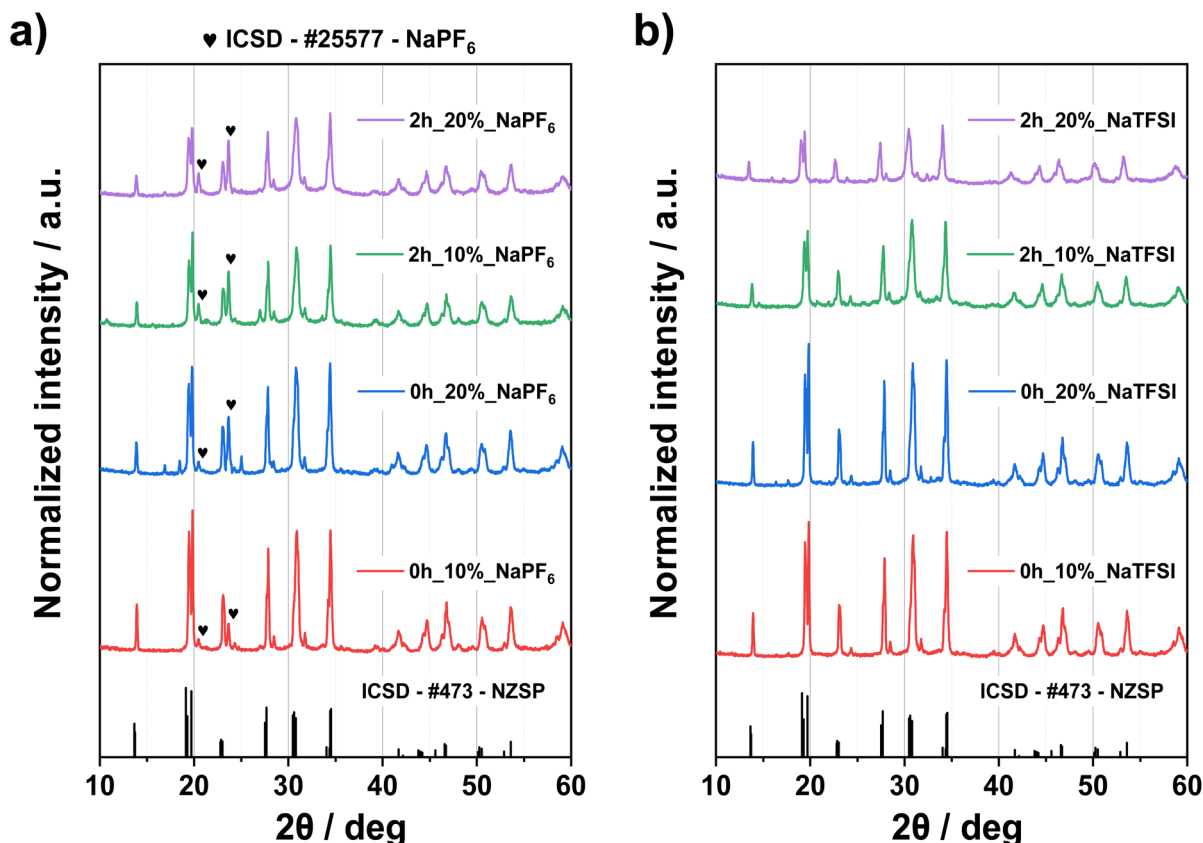 a)
♥ ICSD - #25577 - NaPF₆
Normalized intensity / a.u.
2h_20%_NaPF₆
2h_10%_NaPF₆
0h_20%_NaPF₆
0h_10%_NaPF₆
ICSD - #473 - NZSP
10 20 30 40 50 60
2θ / deg
b)
Normalized intensity / a.u.
2h_20%_NaTFSI
2h_10%_NaTFSI
0h_20%_NaTFSI
0h_10%_NaTFSI
ICSD - #473 - NZSP
10 20 30 40 50 60
2θ / deg